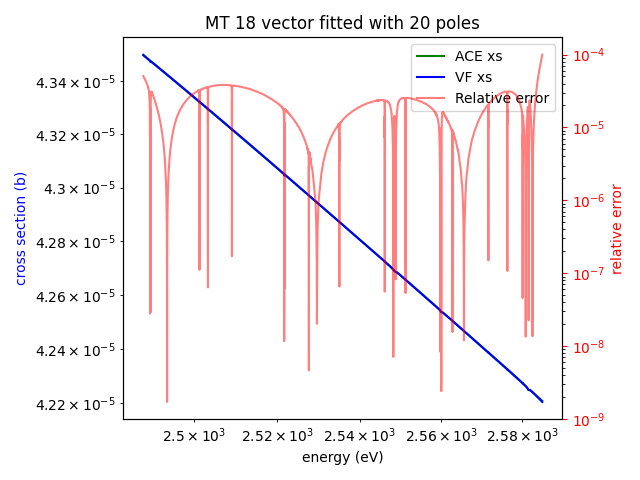 MT 18 vector fitted with 20 poles
ACE xs
VF xs
Relative error
cross section (b)
4.34 × 10⁻⁵
4.32 × 10⁻⁵
4.3 × 10⁻⁵
4.28 × 10⁻⁵
4.26 × 10⁻⁵
4.24 × 10⁻⁵
4.22 × 10⁻⁵
10⁻⁴
10⁻⁵
10⁻⁶
10⁻⁷
10⁻⁸
10⁻⁹
relative error
2.5 × 10³ 2.52 × 10³ 2.54 × 10³ 2.56 × 10³ 2.58 × 10³
energy (eV)